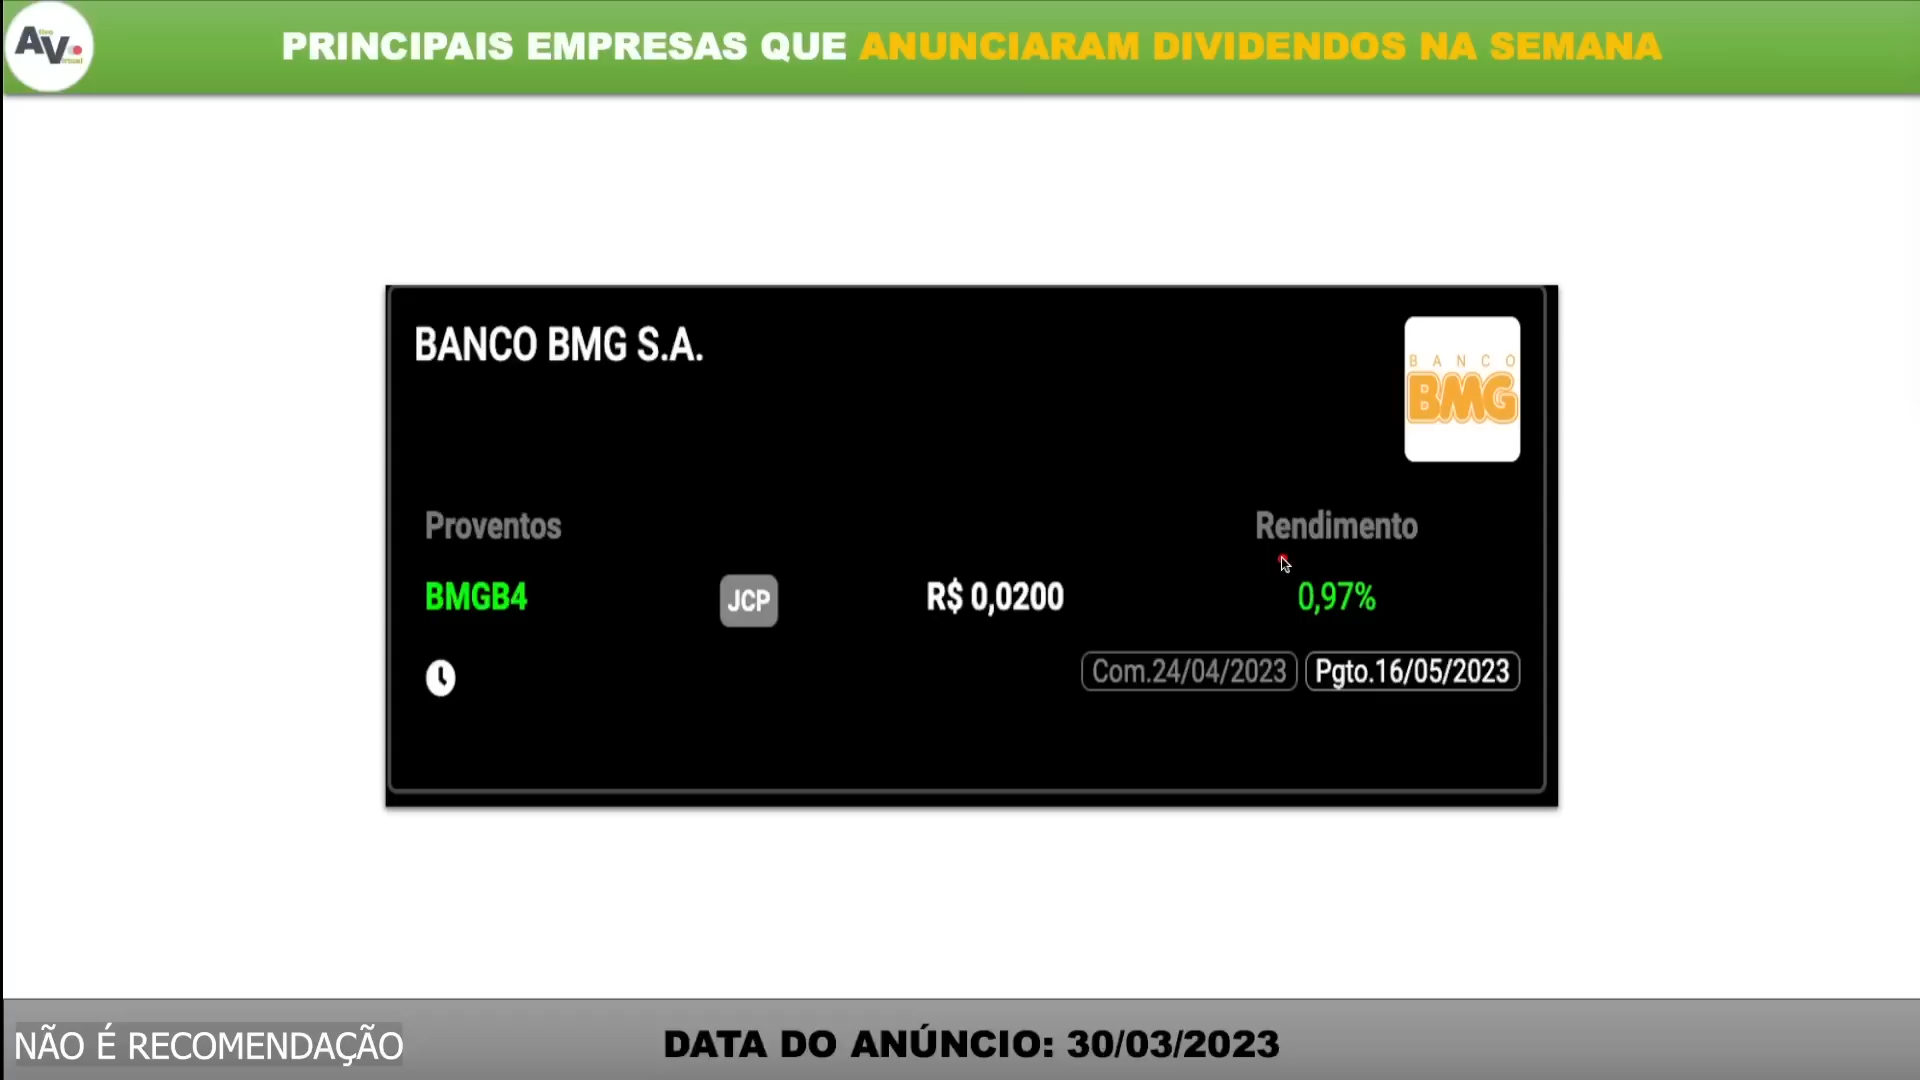 AV.
PRINCIPAIS EMPRESAS QUE ANUNCIARAM DIVIDENDOS NA SEMANA
BANCO BMG S.A.
BANCO
BMG
Proventos
Rendimento
BMGB4
JCP
R$ 0,0200
0,97%
Com.24/04/2023
Pgto.16/05/2023
NÃO É RECOMENDAÇÃO
DATA DO ANÚNCIO: 30/03/2023